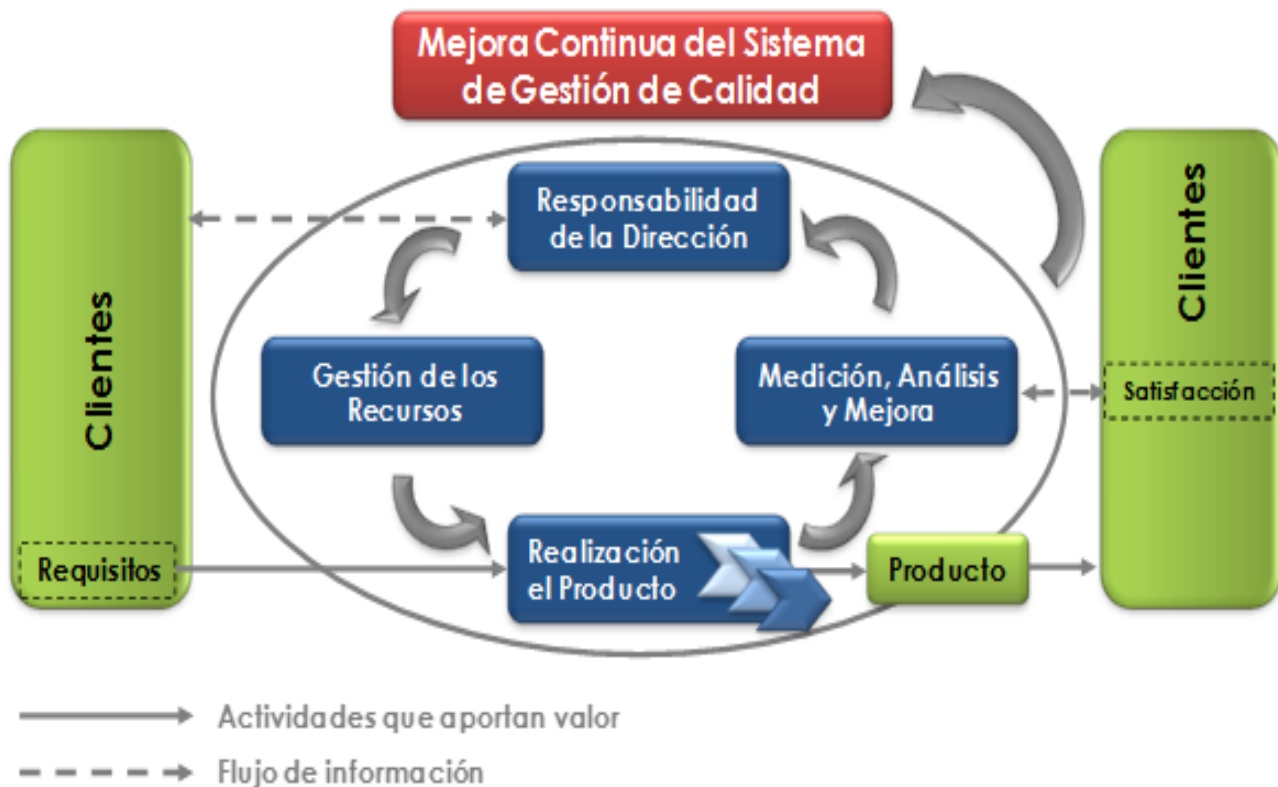 Mejora Continua del Sistema
de Gestión de Calidad
Clientes
Responsabilidad
de la Dirección
Clientes
Gestión de los
Recursos
Medición, Análisis
y Mejora
Satisfacción
Requisitos
Realización
el Producto
Producto
Actividades que aportan valor
Flujo de información